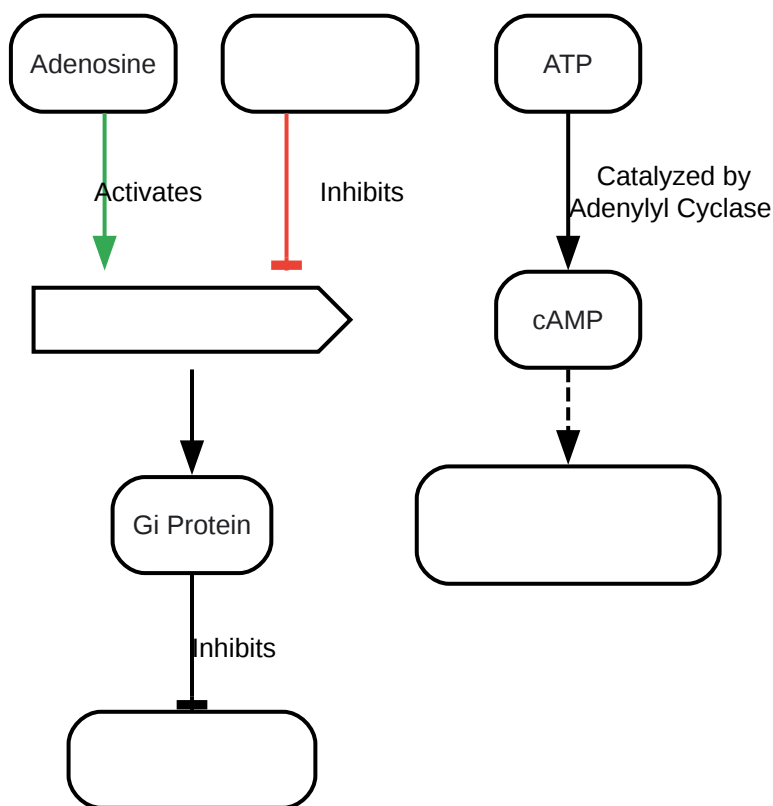 Adenosine
ATP
Activates
Inhibits
Catalyzed by
Adenylyl Cyclase
cAMP
Gi Protein
Inhibits